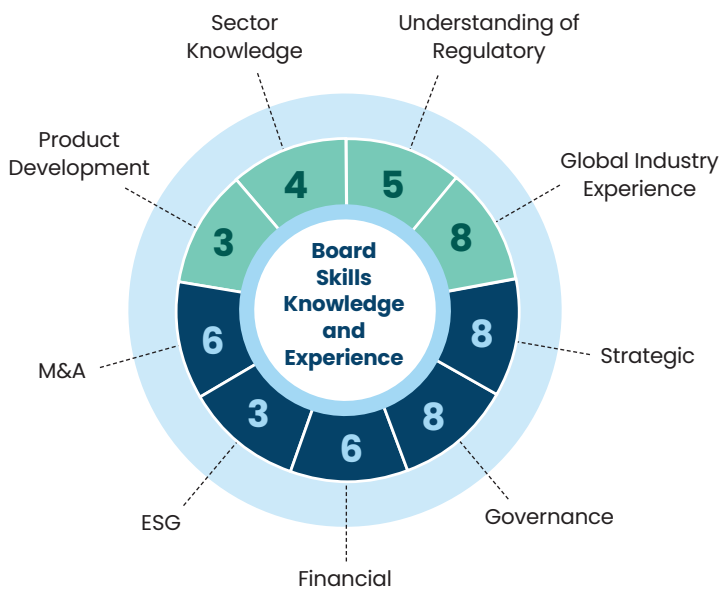 Sector
Knowledge
Understanding of
Regulatory
Product
Development
Global Industry
Experience
4
5
3
8
Board
Skills
Knowledge
and
Experience
6
8
M&A
Strategic
3
8
6
ESG
Governance
Financial